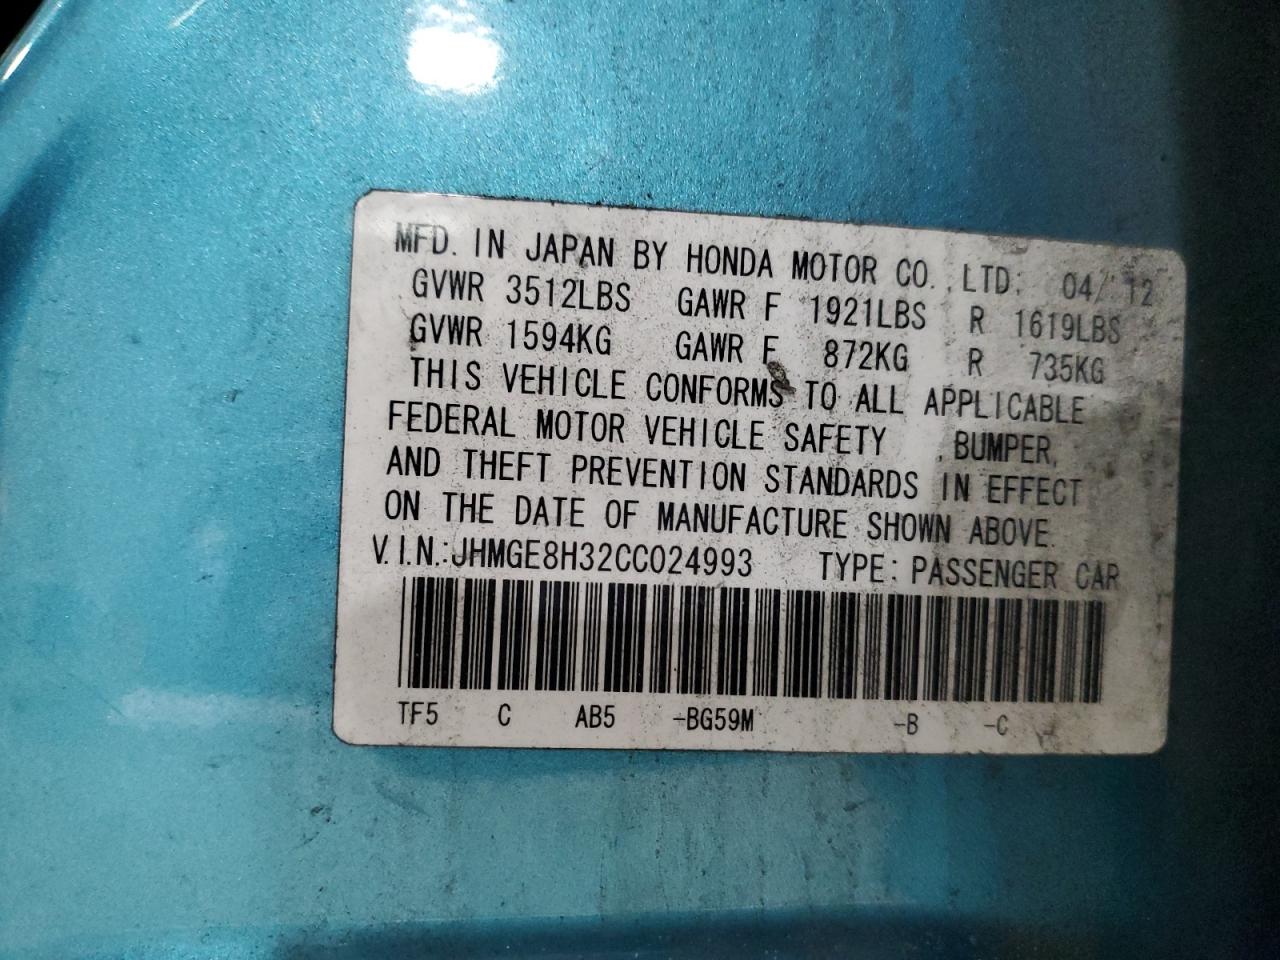 MFD. IN JAPAN BY HONDA MOTOR CO., LTD. 04/ 12
GVWR 3512LBS GAWR F 1921LBS R 1619LBS
GVWR 1594KG GAWR F 872KG R 735KG
THIS VEHICLE CONFORMS TO ALL APPLICABLE
FEDERAL MOTOR VEHICLE SAFETY , BUMPER,
AND THEFT PREVENTION STANDARDS IN EFFECT
ON THE DATE OF MANUFACTURE SHOWN ABOVE.
V.I.N.:JHMGE8H32CC024993 TYPE: PASSENGER CAR
TF5 C AB5 -BG59M -B -C